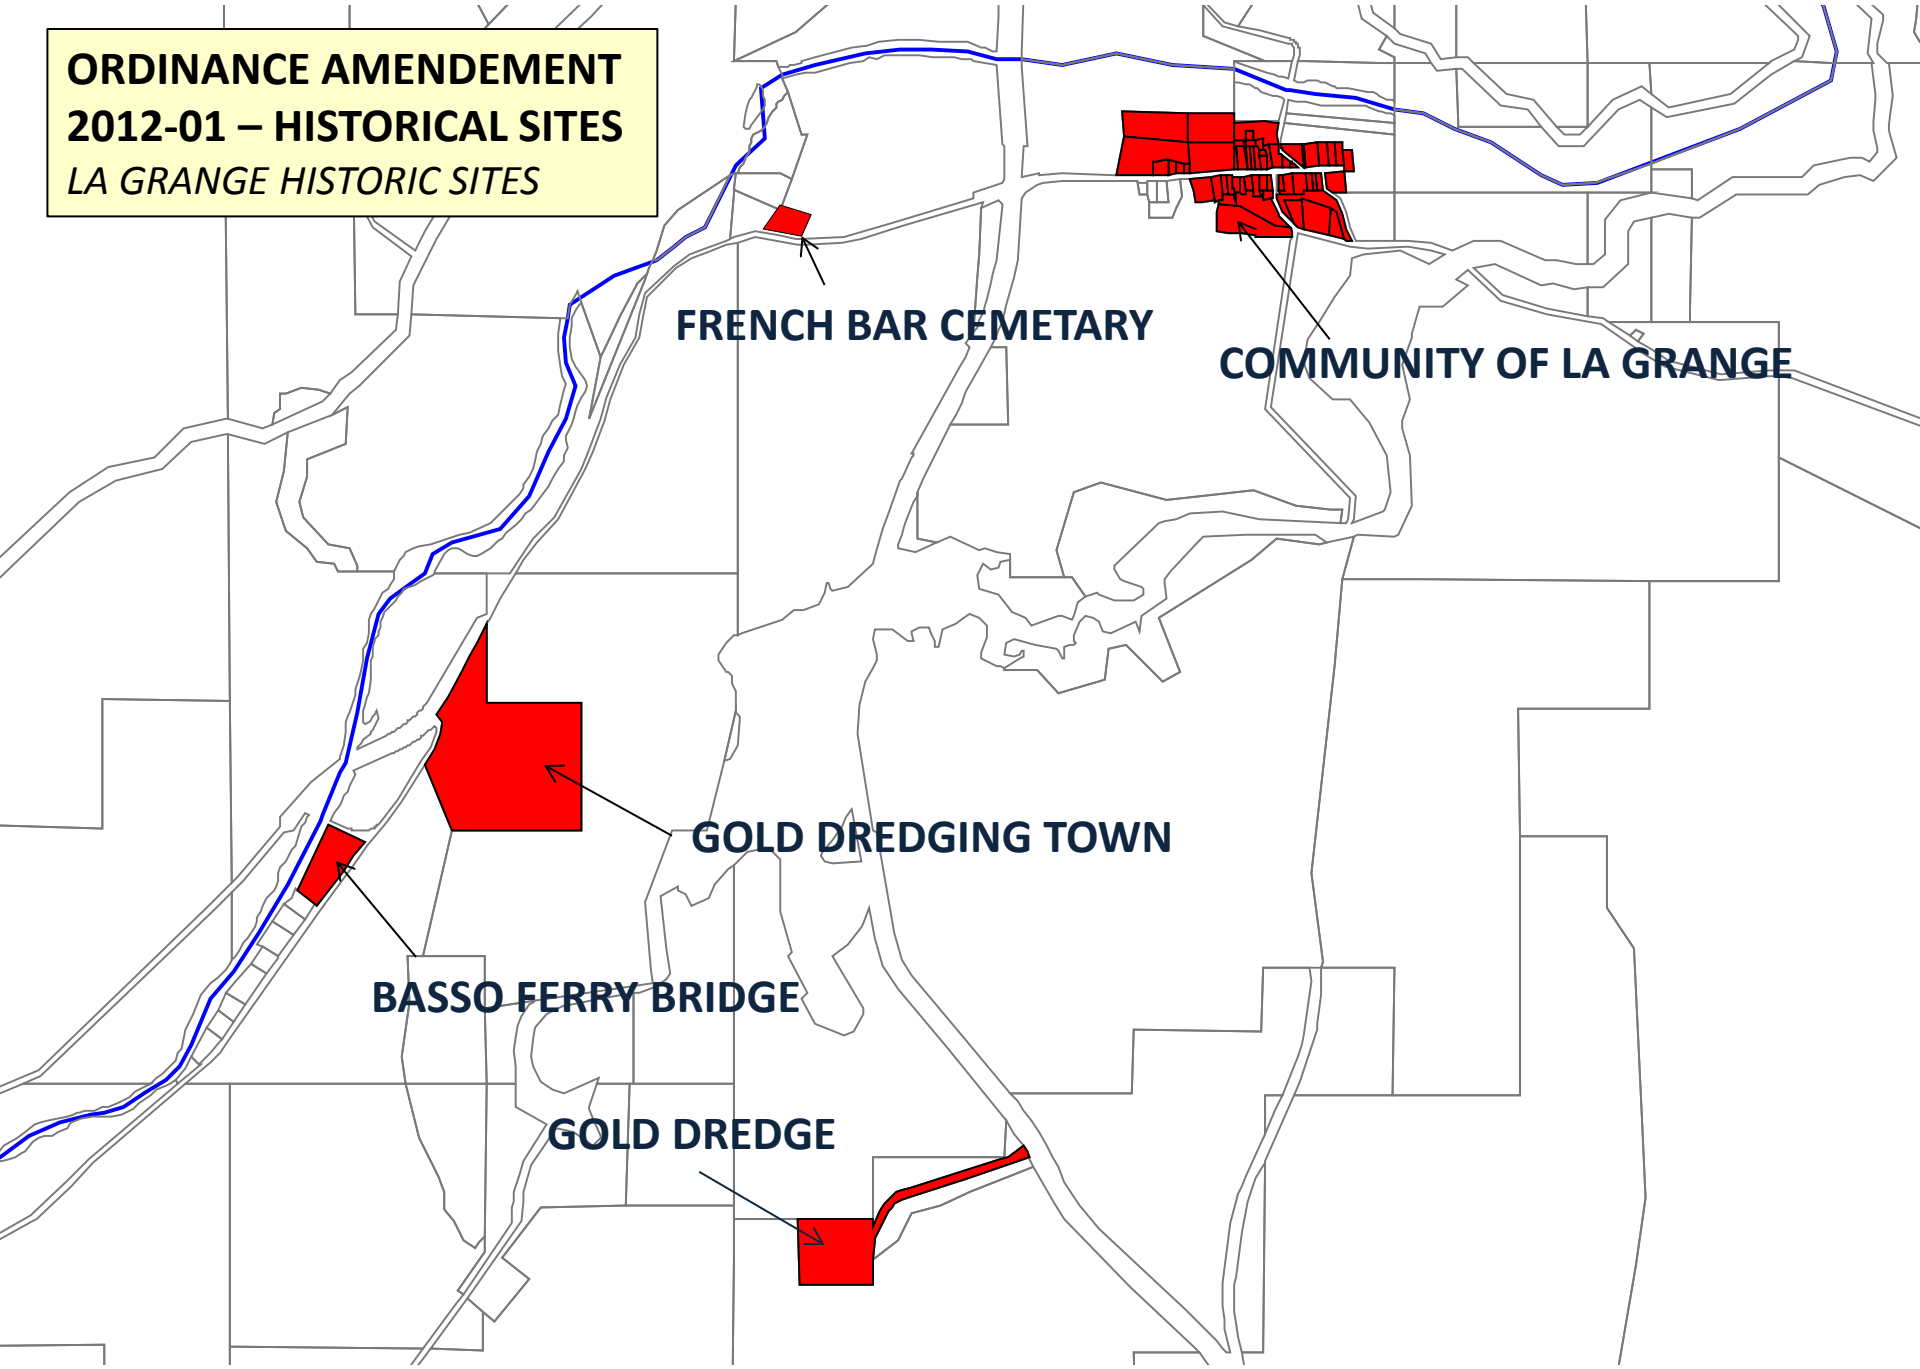 ORDINANCE AMENDEMENT
2012-01 – HISTORICAL SITES
LA GRANGE HISTORIC SITES
FRENCH BAR CEMETARY
COMMUNITY OF LA GRANGE
GOLD DREDGING TOWN
BASSO FERRY BRIDGE
GOLD DREDGE